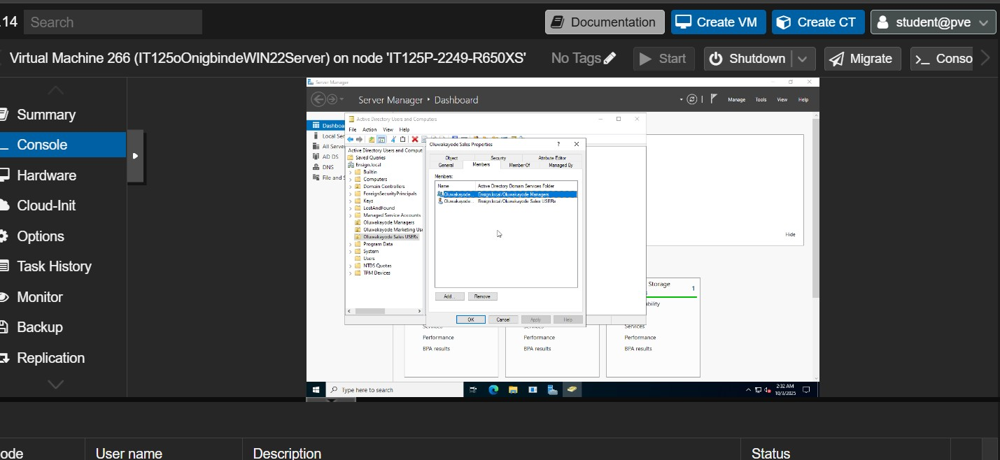 .14 Search Documentation Create VM Create CT student@pve
Virtual Machine 266 (IT125oOnigbindeWIN22Server) on node 'IT125P-2249-R650XS' No Tags Start Shutdown Migrate Conso
Summary
Console
Hardware
Cloud-Init
Options
Task History
Monitor
Backup
Replication
Server Manager
Server Manager Dashboard Manage Tools View Help
Dashboa
Local Ser
All Serve
AD DS
DNS
File and S
Active Directory Users and Computers
File Action View Help
Active Directory Users and Comput
Saved Queries
Ensign.local
Builtin
Computers
Domain Controllers
ForeignSecurityPrincipals
Keys
LostAndFound
Managed Service Accounts
Oluwakayode Managers
Oluwakayode Marketing Us
Oluwakayode Sales USERs
Program Data
System
Users
NTDS Quotas
TPM Devices
Oluwakayode Sales Properties ?
Object Security Attribute Editor
General Members Member Of Managed By
Members:
Name Active Directory Domain Services Folder
Oluwakayode ... Ensign.local/Oluwakayode Managers
Oluwakayode ... Ensign.local/Oluwakayode Sales USERs
Add... Remove
OK Cancel Apply Help
Hide
Storage 1
ability
Services Services Services
Performance Performance Performance
BPA results BPA results BPA results
Type here to search
2:32 AM
10/3/2025
ode User name Description Status